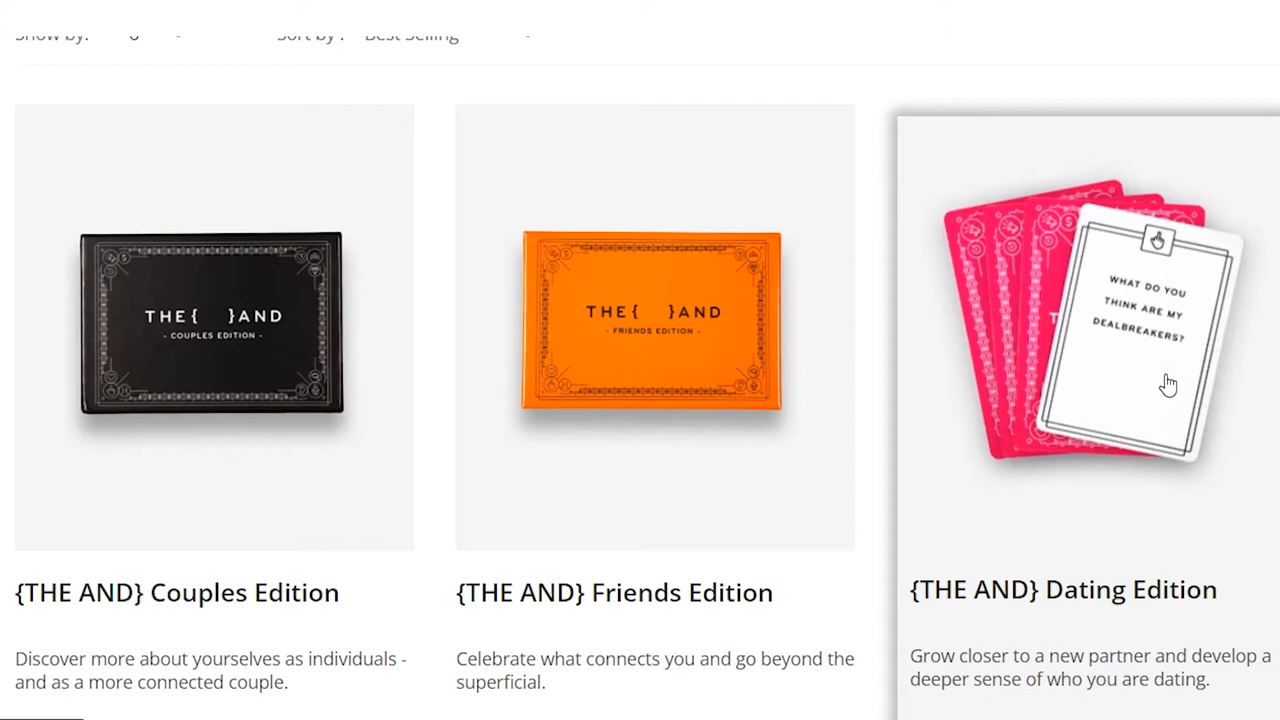 Show by: 6
Sort by : Best Selling
THE{ }AND
- COUPLES EDITION -
THE{ }AND
- FRIENDS EDITION -
WHAT DO YOU
THINK ARE MY
DEALBREAKERS?
{THE AND} Couples Edition
{THE AND} Friends Edition
{THE AND} Dating Edition
Discover more about yourselves as individuals -
and as a more connected couple.
Celebrate what connects you and go beyond the
superficial.
Grow closer to a new partner and develop a
deeper sense of who you are dating.